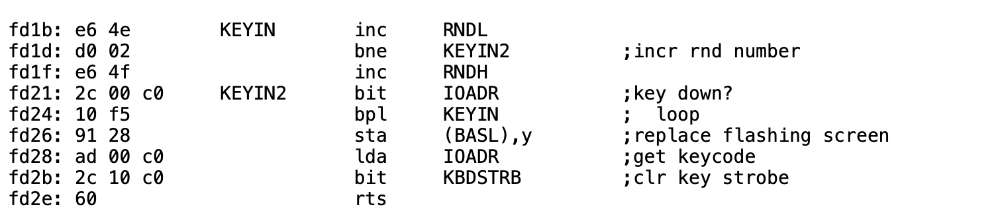 fd1b: e6 4e KEYIN inc RNDL
fd1d: d0 02 bne KEYIN2 ;incr rnd number
fd1f: e6 4f inc RNDH
fd21: 2c 00 c0 KEYIN2 bit IOADR ;key down?
fd24: 10 f5 bpl KEYIN ; loop
fd26: 91 28 sta (BASL),y ;replace flashing screen
fd28: ad 00 c0 lda IOADR ;get keycode
fd2b: 2c 10 c0 bit KBDSTRB ;clr key strobe
fd2e: 60 rts